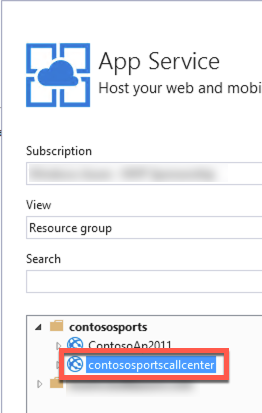 App Service
Host your web and mobi
Subscription
View
Resource group
Search
contososports
ContosoAp2011
contososportscallcenter